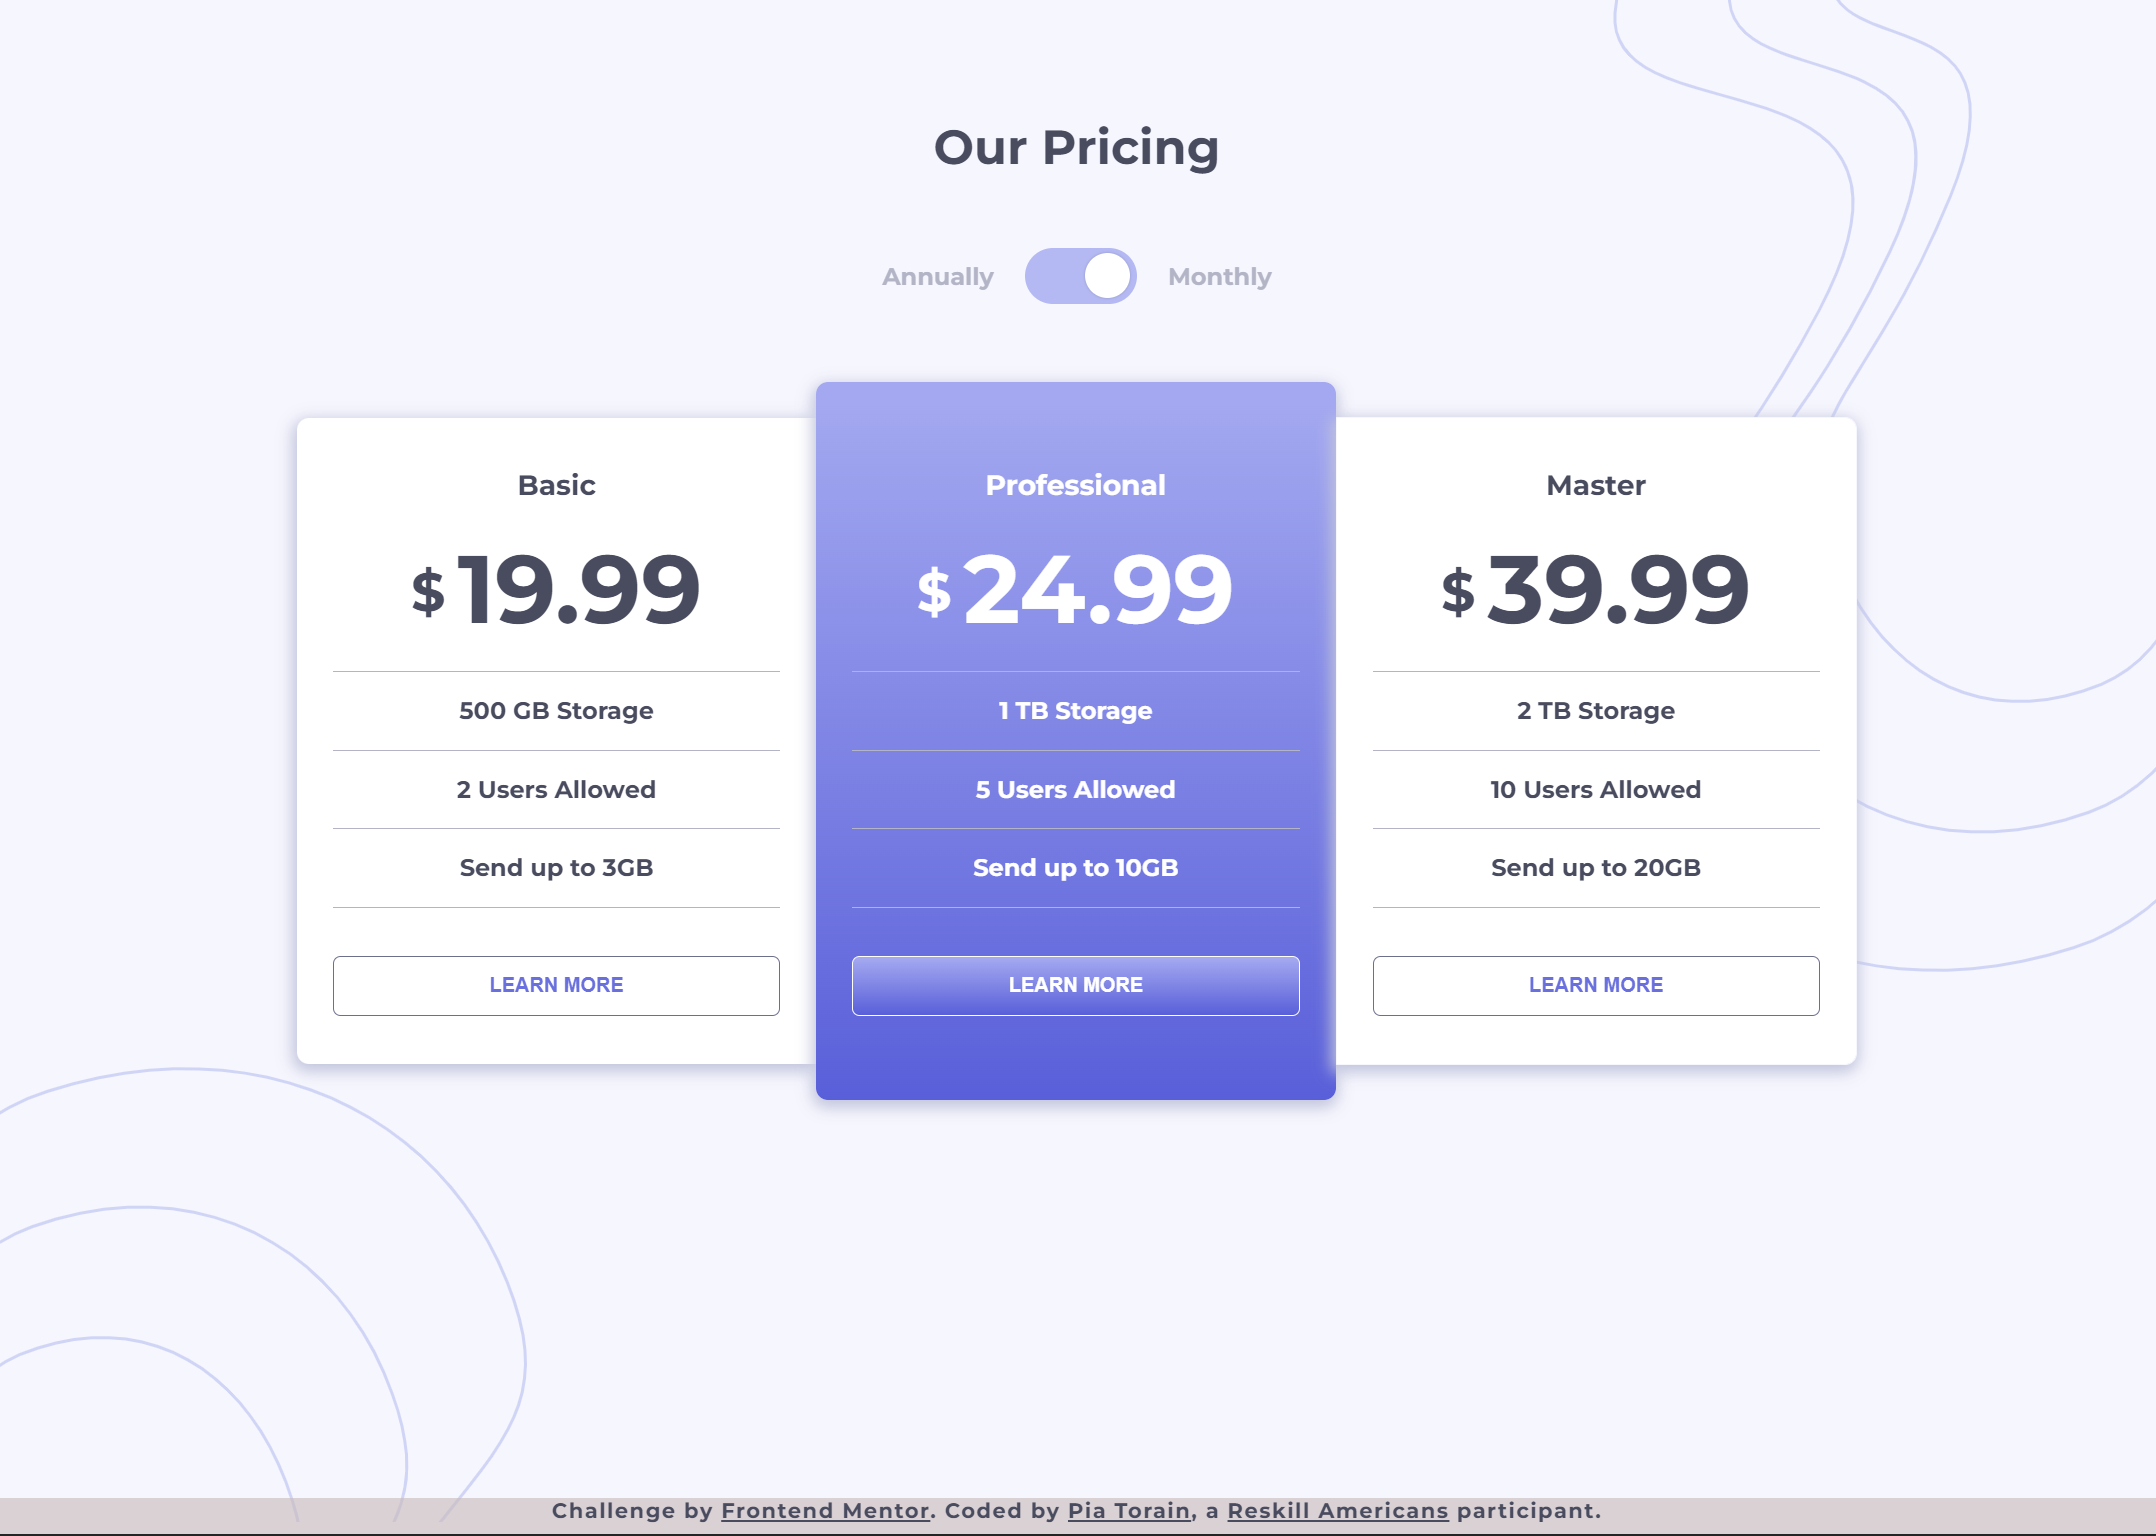 Our Pricing
Annually Monthly
Basic
$19.99
500 GB Storage
2 Users Allowed
Send up to 3GB
LEARN MORE
Professional
$24.99
1 TB Storage
5 Users Allowed
Send up to 10GB
LEARN MORE
Master
$39.99
2 TB Storage
10 Users Allowed
Send up to 20GB
LEARN MORE
Challenge by Frontend Mentor. Coded by Pia Torain, a Reskill Americans participant.